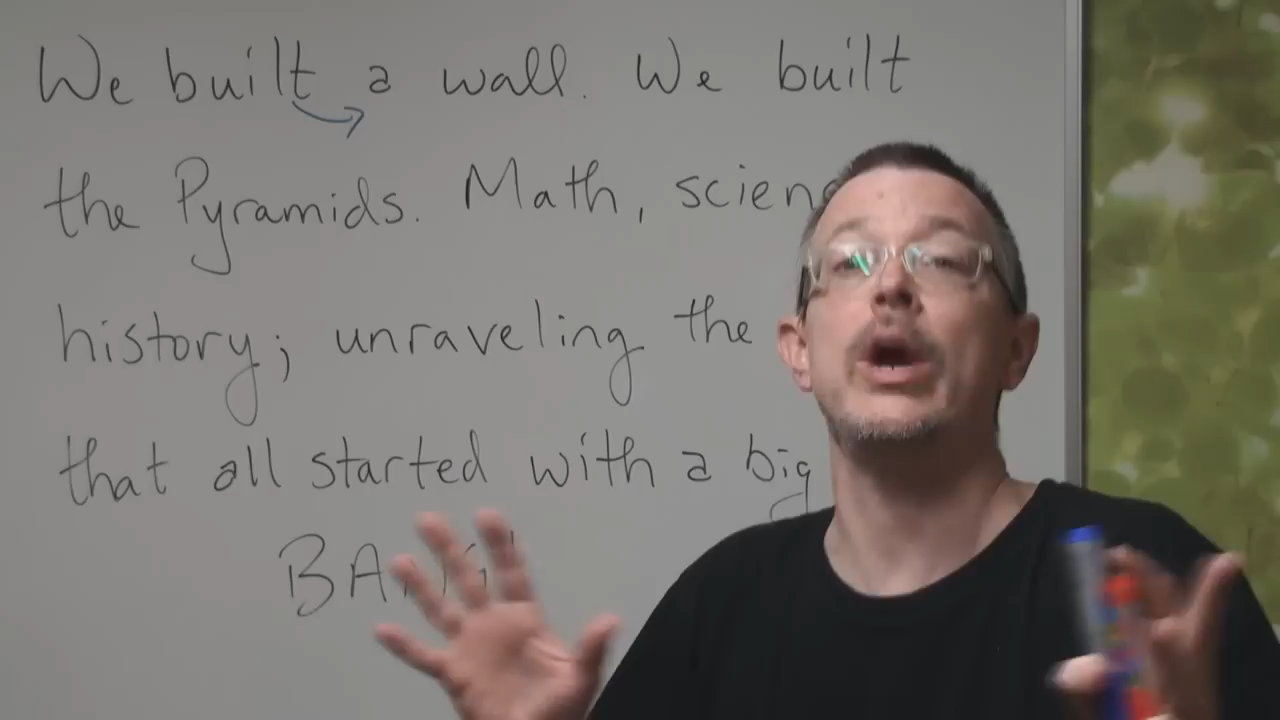 We built a wall. We built
the Pyramids. Math,
history; unraveling the
that all started with a big